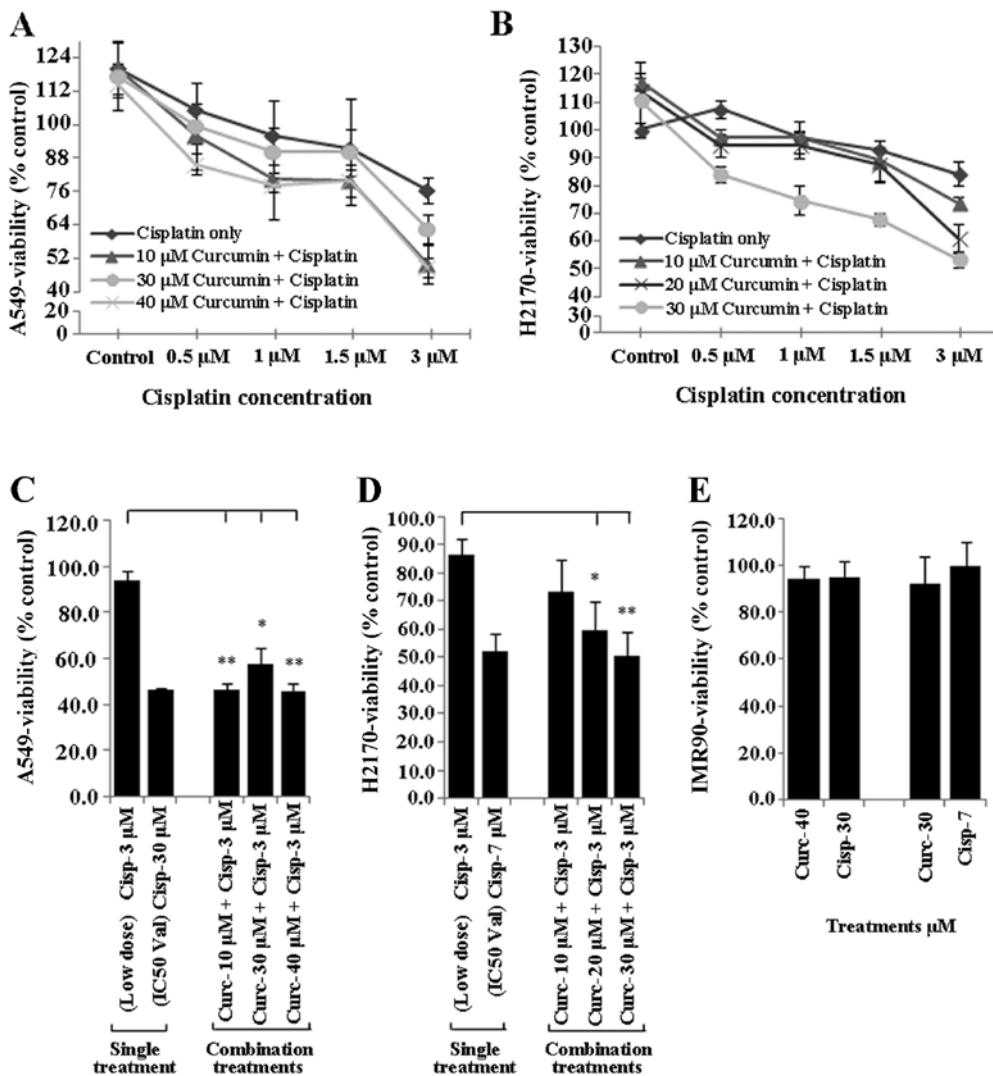 A
A549-viability (% control)
124
112
100
88
76
64
52
40
20
0
Cisplatin only
10 μM Curcumin + Cisplatin
30 μM Curcumin + Cisplatin
40 μM Curcumin + Cisplatin
Control 0.5 μM 1 μM 1.5 μM 3 μM
Cisplatin concentration
B
H2170-viability (% control)
130
120
110
100
90
80
70
60
50
40
30
0
Cisplatin only
10 μM Curcumin + Cisplatin
20 μM Curcumin + Cisplatin
30 μM Curcumin + Cisplatin
Control 0.5 μM 1 μM 1.5 μM 3 μM
Cisplatin concentration
C
A549-viability (% control)
120.0
100.0
80.0
60.0
40.0
20.0
0.0
** * **
(Low dose) Cisp-3 μM
(IC50 Val) Cisp-30 μM
Curc-10 μM + Cisp-3 μM
Curc-30 μM + Cisp-3 μM
Curc-40 μM + Cisp-3 μM
Single
treatment
Combination
treatments
D
H2170-viability (% control)
100.0
90.0
80.0
70.0
60.0
50.0
40.0
30.0
20.0
10.0
0.0
* **
(Low dose) Cisp-3 μM
(IC50 Val) Cisp-7 μM
Curc-10 μM + Cisp-3 μM
Curc-20 μM + Cisp-3 μM
Curc-30 μM + Cisp-3 μM
Single
treatment
Combination
treatments
E
IMR90-viability (% control)
120.0
100.0
80.0
60.0
40.0
20.0
0.0
Curc-40
Cisp-30
Curc-30
Cisp-7
Treatments μM